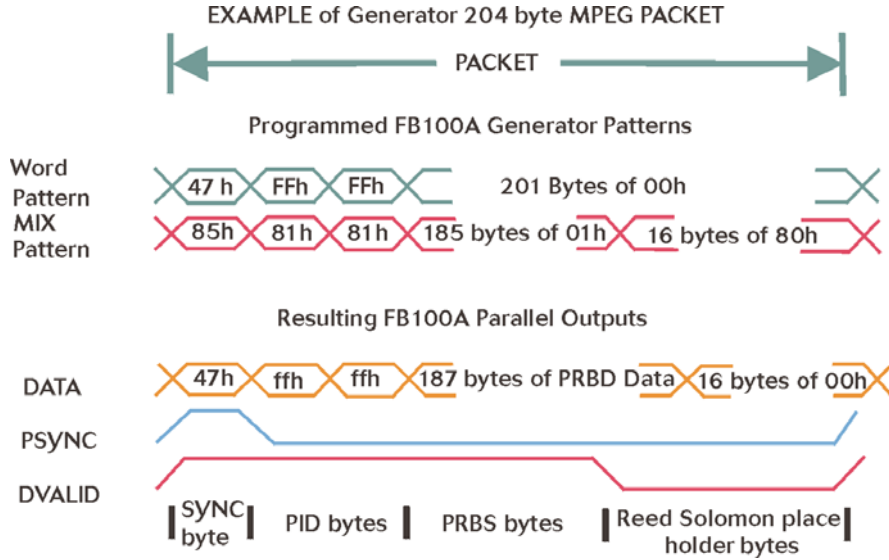 EXAMPLE of Generator 204 byte MPEG PACKET
PACKET
Programmed FB100A Generator Patterns
Word
Pattern
47 h FFh FFh 201 Bytes of 00h
MIX
Pattern
85h 81h 81h 185 bytes of 01h 16 bytes of 80h
Resulting FB100A Parallel Outputs
DATA 47h ffh ffh 187 bytes of PRBD Data 16 bytes of 00h
PSYNC
DVALID
SYNC
byte
PID bytes
PRBS bytes
Reed Solomon place
holder bytes